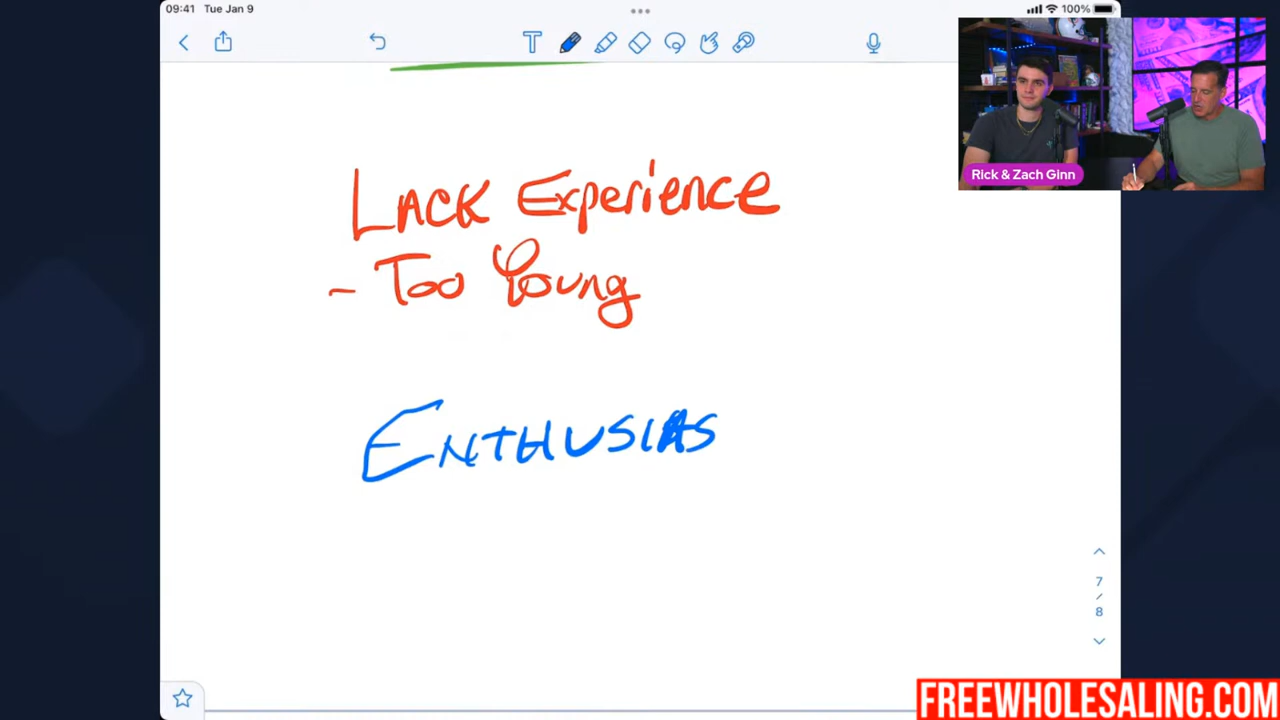 09:41 Tue Jan 9
100%
T
Rick & Zach Ginn
Lack Experience
- Too Young
ENTHUSIAS
7
/
8
FREEWHOLESALING.COM